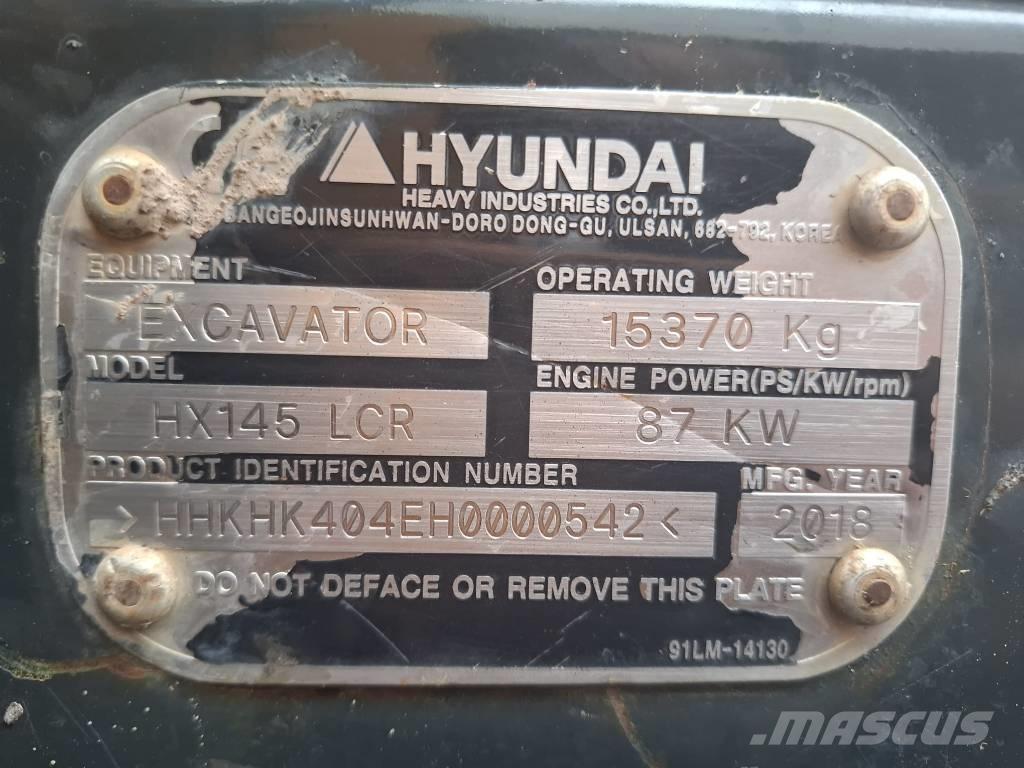 HYUNDAI
HEAVY INDUSTRIES CO.,LTD.
BANGEOJINSUNHWAN-DORO DONG-GU, ULSAN, 682-792, KOREA
EQUIPMENT
EXCAVATOR
OPERATING WEIGHT
15370 Kg
MODEL
HX145 LCR
ENGINE POWER(PS/KW/rpm)
87 KW
PRODUCT IDENTIFICATION NUMBER
>HHKHK404EH0000542<
MFG. YEAR
2018
DO NOT DEFACE OR REMOVE THIS PLATE
91LM-14130
MASCUS